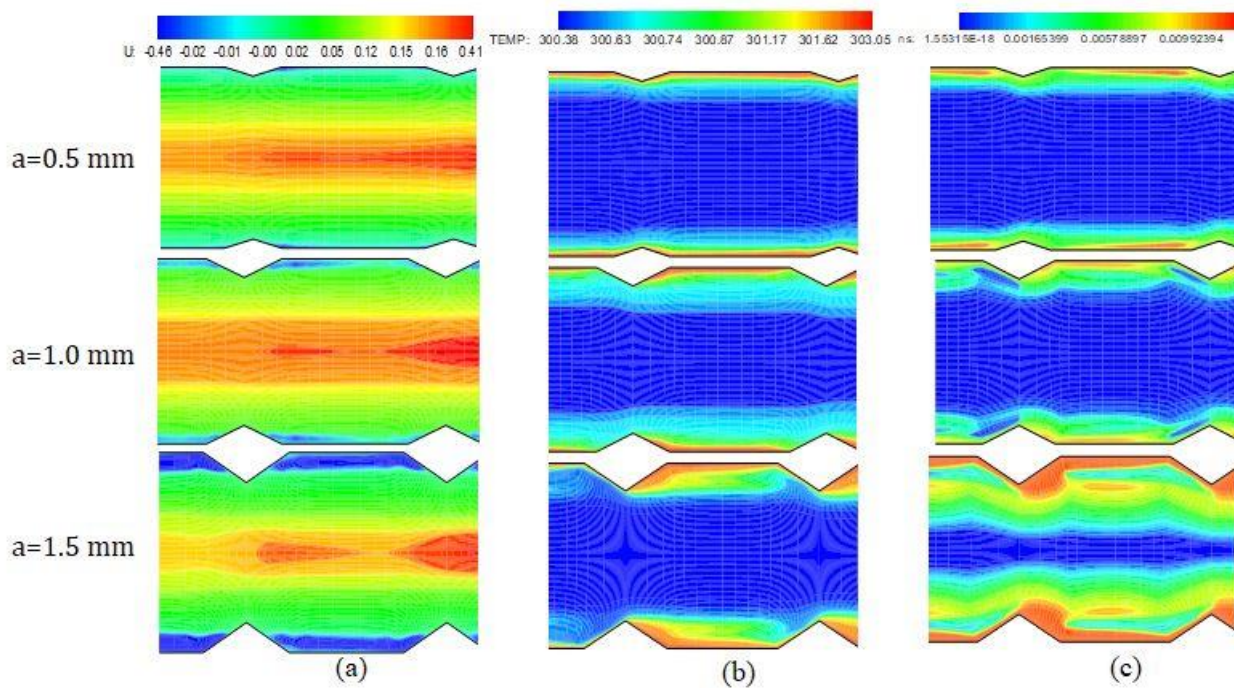 U: -0.46 -0.02 -0.01 -0.00 0.02 0.05 0.12 0.15 0.16 0.41
TEMP: 300.38 300.63 300.74 300.87 301.17 301.62 303.05
ns: 1.55315E-18 0.00165399 0.00578897 0.00992394
a=0.5 mm
a=1.0 mm
a=1.5 mm
(a)
(b)
(c)